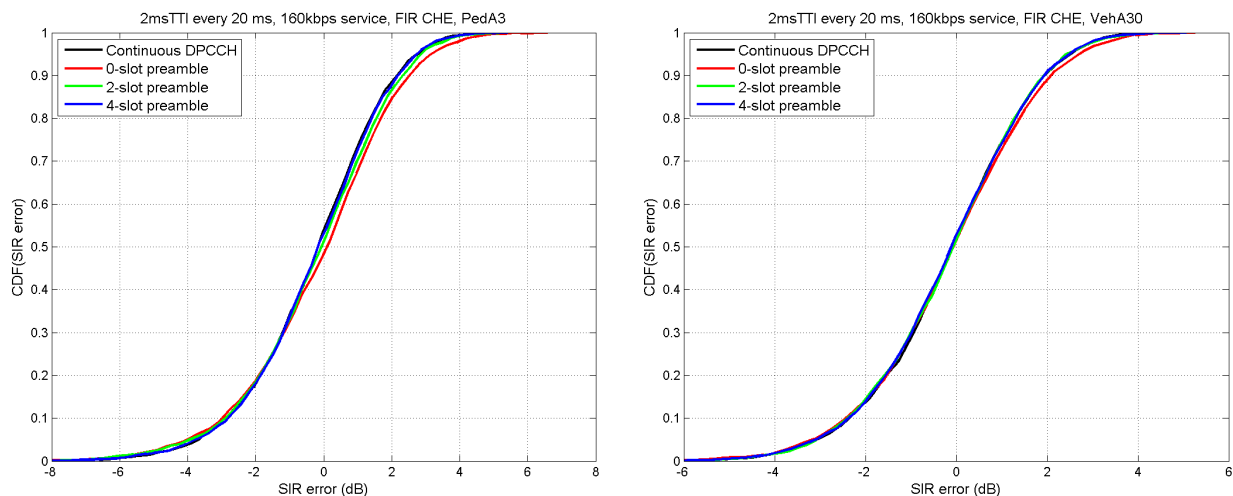 2msTTI every 20 ms, 160kbps service, FIR CHE, PedA3
1
0.9
0.8
0.7
0.6
0.5
0.4
0.3
0.2
0.1
0
CDF(SIR error)
Continuous DPCCH
0-slot preamble
2-slot preamble
4-slot preamble
-8 -6 -4 -2 0 2 4 6 8
SIR error (dB)
2msTTI every 20 ms, 160kbps service, FIR CHE, VehA30
1
0.9
0.8
0.7
0.6
0.5
0.4
0.3
0.2
0.1
0
CDF(SIR error)
Continuous DPCCH
0-slot preamble
2-slot preamble
4-slot preamble
-6 -4 -2 0 2 4 6
SIR error (dB)